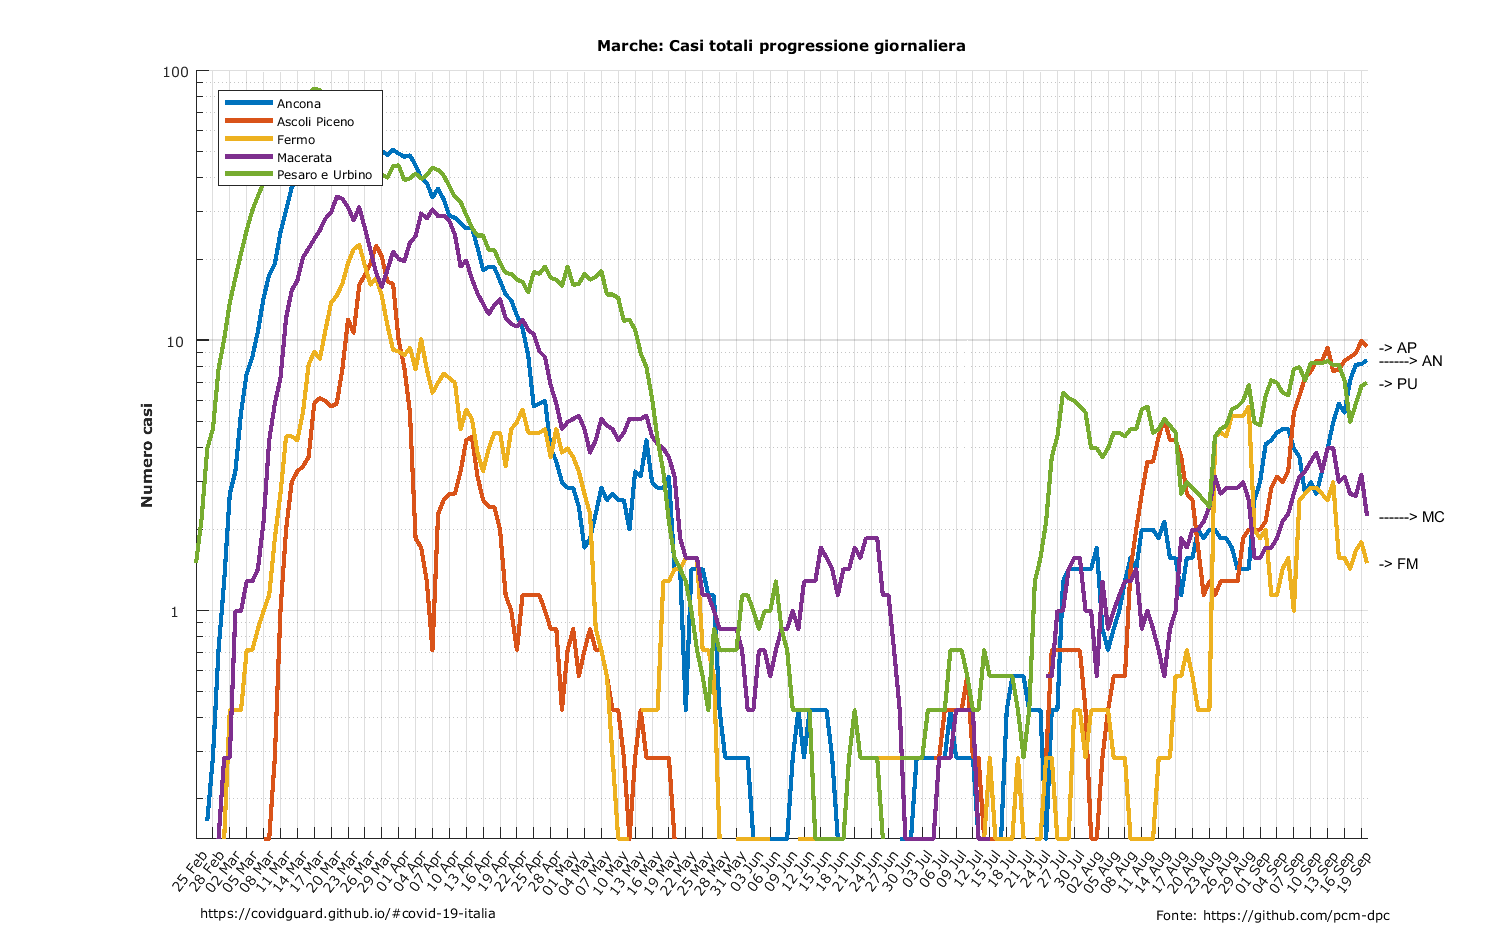 Marche: Casi totali progressione giornaliera
100
10
1
Numero casi
Ancona
Ascoli Piceno
Fermo
Macerata
Pesaro e Urbino
-> AP
------> AN
-> PU
------> MC
-> FM
25 Feb
28 Feb
02 Mar
05 Mar
08 Mar
11 Mar
14 Mar
17 Mar
20 Mar
23 Mar
26 Mar
29 Mar
01 Apr
04 Apr
07 Apr
10 Apr
13 Apr
16 Apr
19 Apr
22 Apr
25 Apr
28 Apr
01 May
04 May
07 May
10 May
13 May
16 May
19 May
22 May
25 May
28 May
31 May
03 Jun
06 Jun
09 Jun
12 Jun
15 Jun
18 Jun
21 Jun
24 Jun
27 Jun
30 Jun
03 Jul
06 Jul
09 Jul
12 Jul
15 Jul
18 Jul
21 Jul
24 Jul
27 Jul
30 Jul
02 Aug
05 Aug
08 Aug
11 Aug
14 Aug
17 Aug
20 Aug
23 Aug
26 Aug
29 Aug
01 Sep
04 Sep
07 Sep
10 Sep
13 Sep
16 Sep
19 Sep
https://covidguard.github.io/#covid-19-italia
Fonte: https://github.com/pcm-dpc